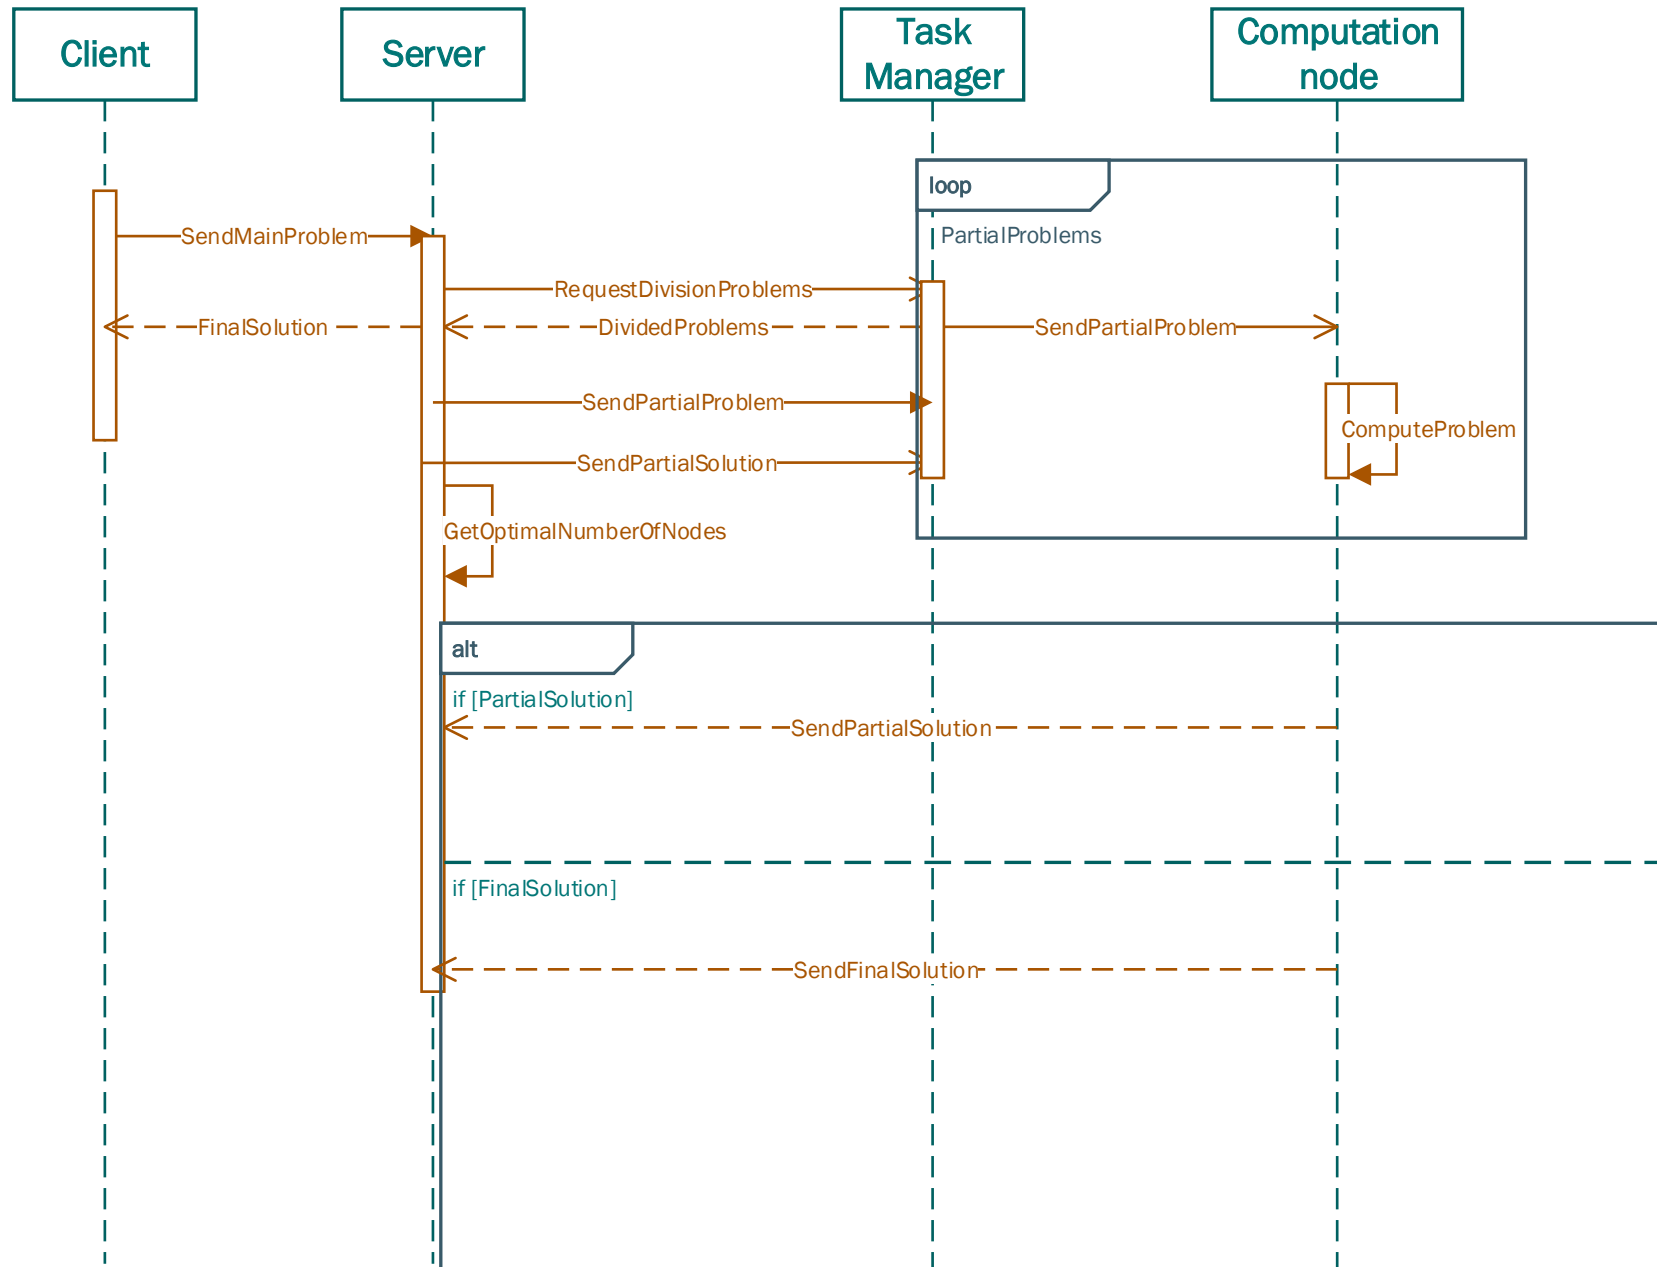 Client
Server
Task
Manager
Computation
node
loop
PartialProblems
SendMainProblem
RequestDivisionProblems
FinalSolution
DividedProblems
SendPartialProblem
SendPartialProblem
ComputeProblem
SendPartialSolution
GetOptimalNumberOfNodes
alt
if [PartialSolution]
SendPartialSolution
if [FinalSolution]
SendFinalSolution